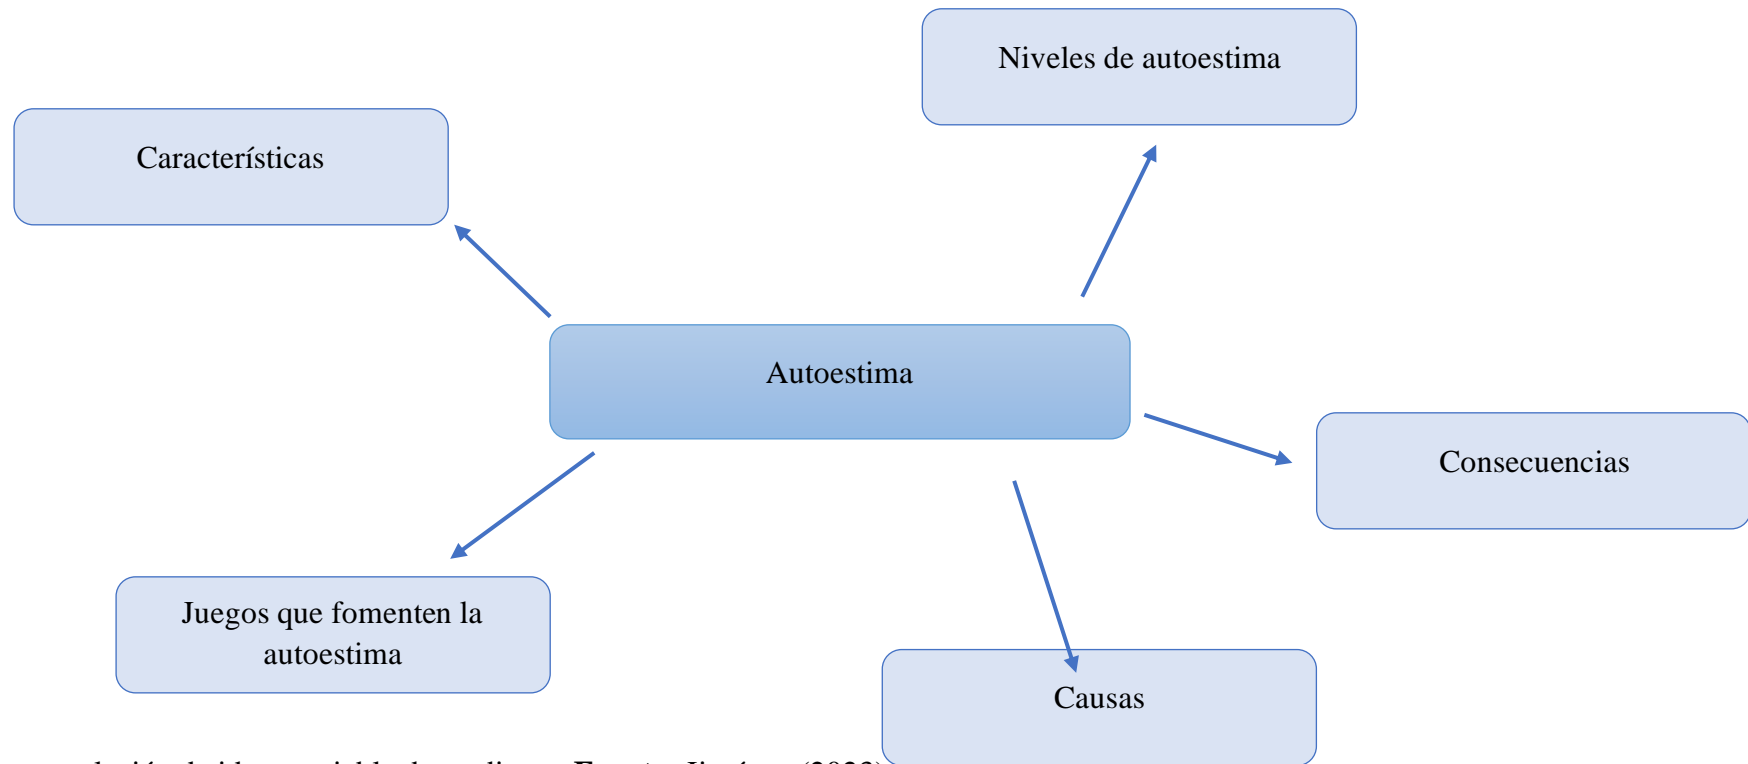 Niveles de autoestima
Características
Autoestima
Consecuencias
Juegos que fomenten la
autoestima
Causas